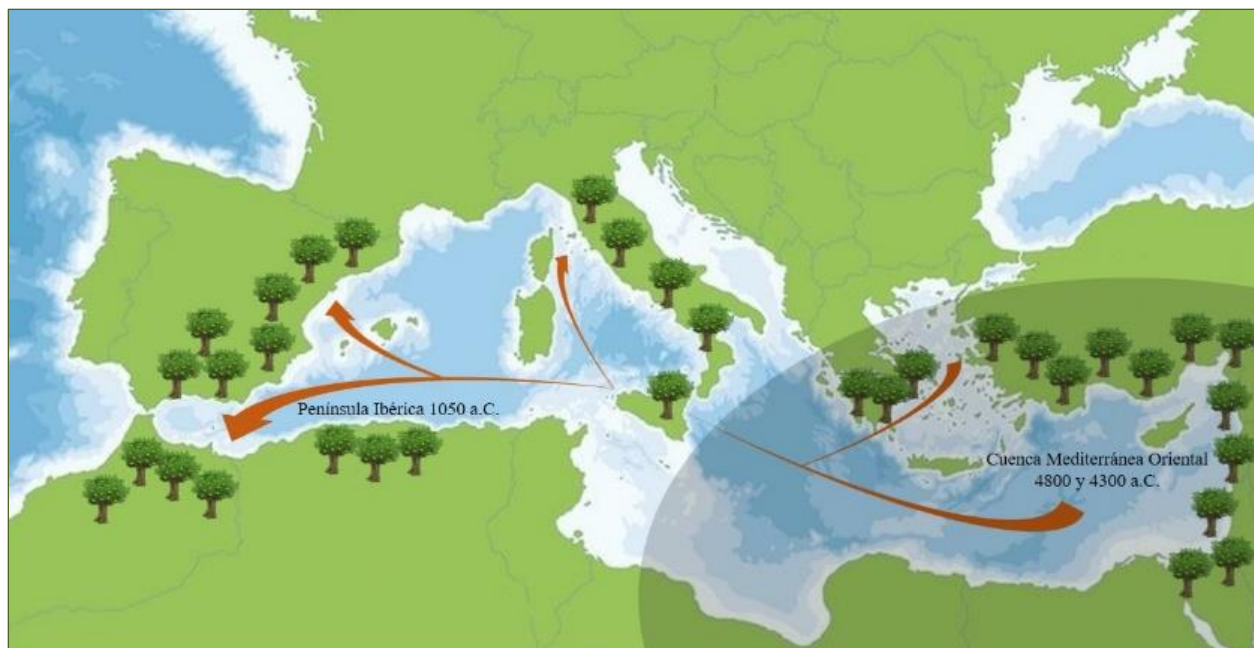 Península Ibérica 1050 a.C.
Cuenca Mediterránea Oriental
4800 y 4300 a.C.